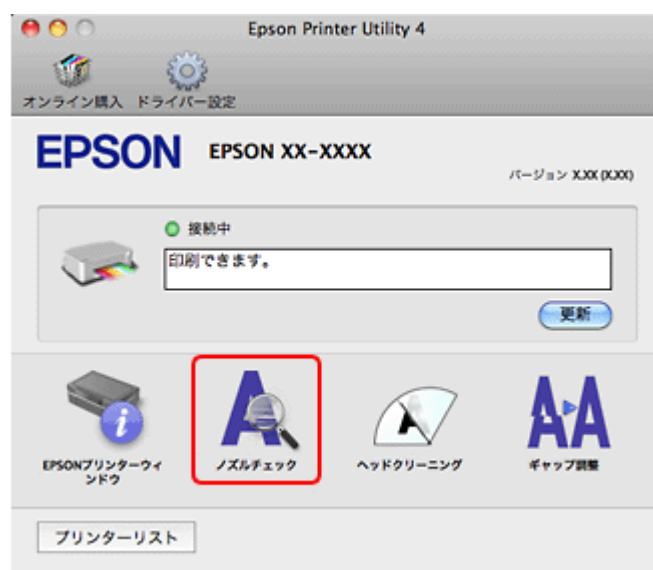 Epson Printer Utility 4
オンライン購入 ドライバー設定
EPSON EPSON XX-XXXX
バージョン X.XX (X.XX)
接続中
印刷できます。
更新
EPSONプリンターウィ
ンドウ
ノズルチェック
ヘッドクリーニング
ギャップ調整
プリンターリスト